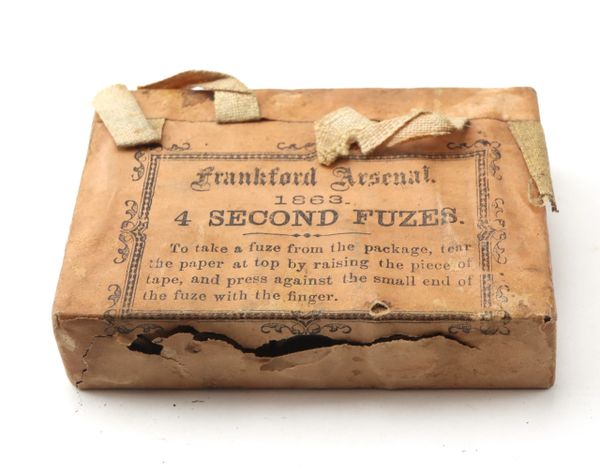 Frankford Arsenal.
1863.
4 SECOND FUZES.
To take a fuze from the package, tear
the paper at top by raising the piece of
tape, and press against the small end of
the fuze with the finger.